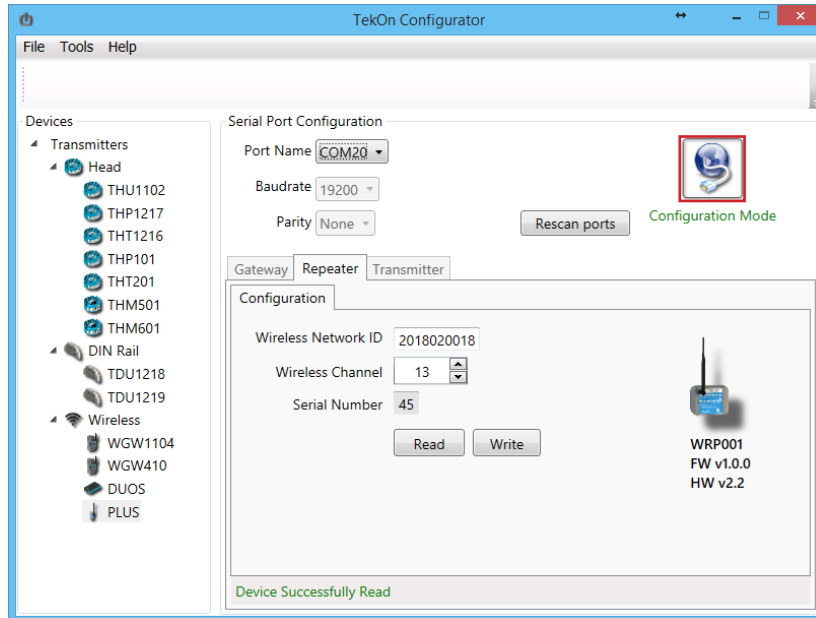 TekOn Configurator
File Tools Help
Devices
Transmitters
Head
THU1102
THP1217
THT1216
THP101
THT201
THM501
THM601
DIN Rail
TDU1218
TDU1219
Wireless
WGW1104
WGW410
DUOS
PLUS
Serial Port Configuration
Port Name COM20
Baudrate 19200
Parity None
Rescan ports
Configuration Mode
Gateway Repeater Transmitter
Configuration
Wireless Network ID 2018020018
Wireless Channel 13
Serial Number 45
Read Write
WRP001
FW v1.0.0
HW v2.2
Device Successfully Read